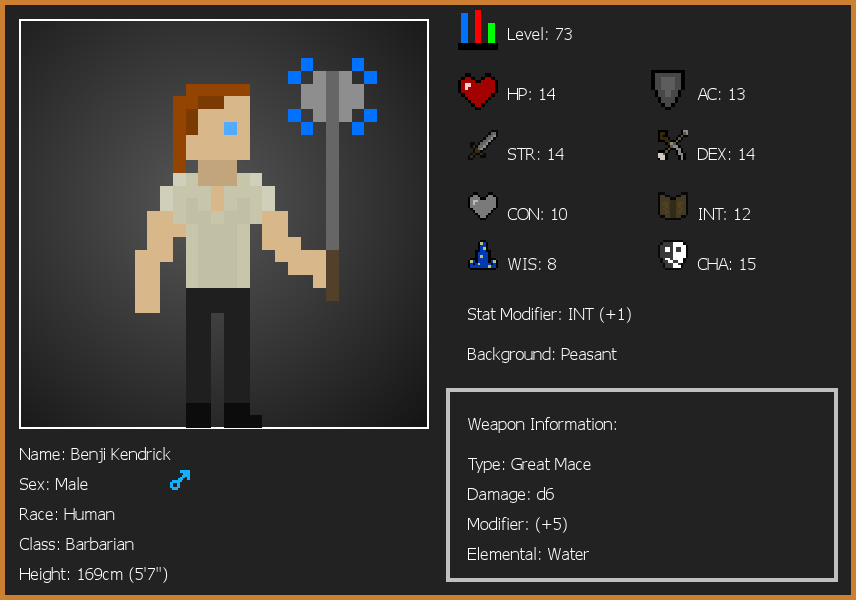 Level: 73
HP: 14
AC: 13
STR: 14
DEX: 14
CON: 10
INT: 12
WIS: 8
CHA: 15
Stat Modifier: INT (+1)
Background: Peasant
Weapon Information:
Type: Great Mace
Damage: d6
Modifier: (+5)
Elemental: Water
Name: Benji Kendrick
Sex: Male
Race: Human
Class: Barbarian
Height: 169cm (5'7")